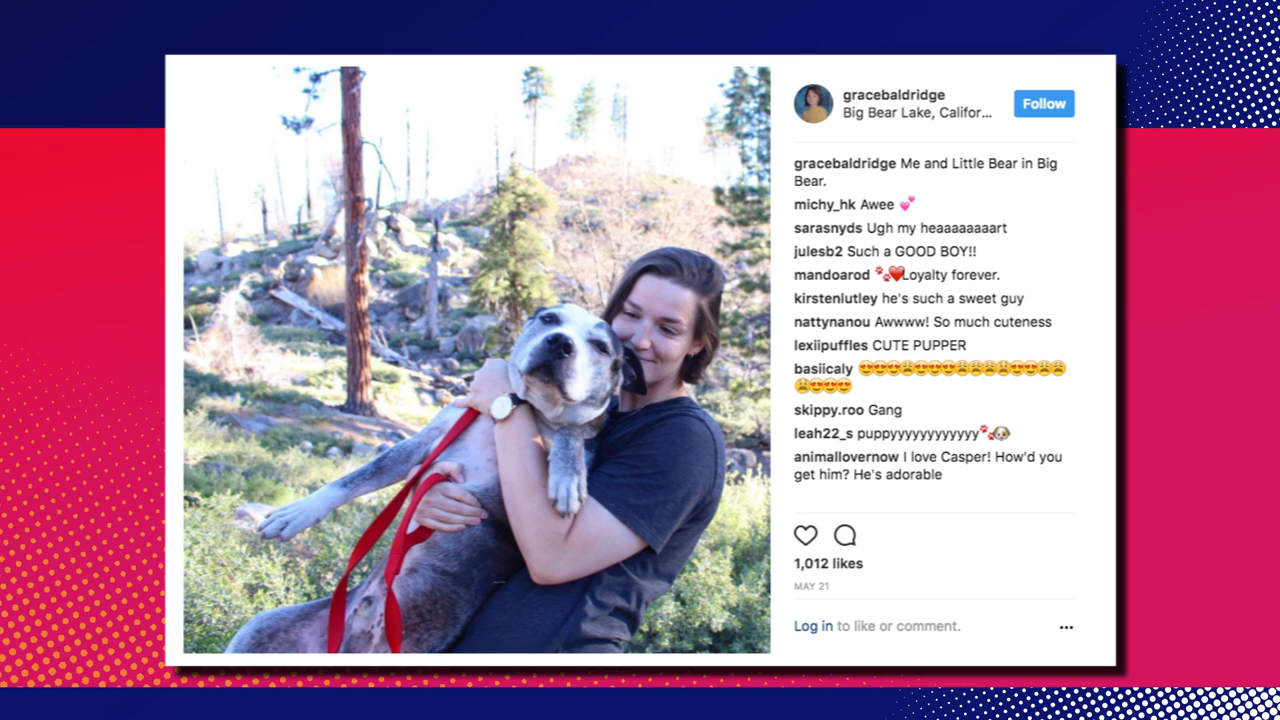 gracebaldridge
Big Bear Lake, Califor...
Follow
gracebaldridge Me and Little Bear in Big
Bear.
michy_hk Awee 💕
sarasnyds Ugh my heaaaaaaaart
julesb2 Such a GOOD BOY!!
mandoarod 🐾❤️Loyalty forever.
kirstenlutley he's such a sweet guy
nattynanou Awwww! So much cuteness
lexiipuffles CUTE PUPPER
basiicaly 😍😍😍😩😍😍😍😩😩😩😩😍😍😩😩
😩😍😍😍
skippy.roo Gang
leah22_s puppyyyyyyyyyyy🐾🐶
animallovernow I love Casper! How'd you
get him? He's adorable
1,012 likes
MAY 21
Log in to like or comment.